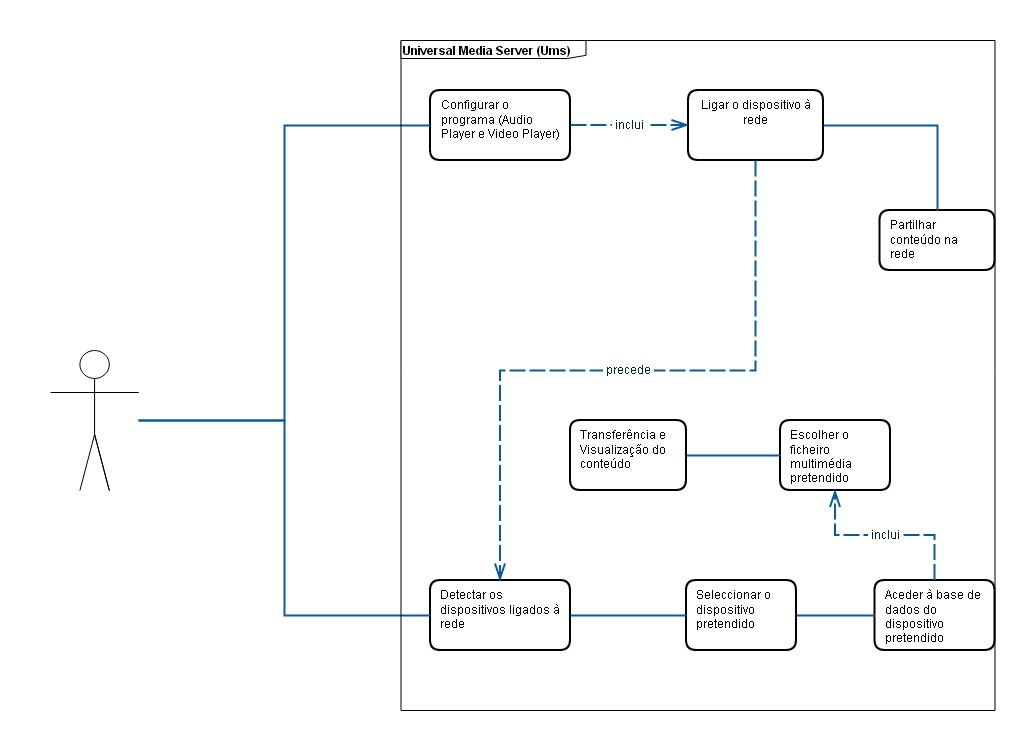 Universal Media Server (Ums)
Configurar o
programa (Audio
Player e Video Player)
inclui
Ligar o dispositivo à
rede
Partilhar
conteúdo na
rede
precede
Transferência e
Visualização do
conteúdo
Escolher o
ficheiro
multimédia
pretendido
inclui
Detectar os
dispositivos ligados à
rede
Seleccionar o
dispositivo
pretendido
Aceder à base de
dados do
dispositivo
pretendido